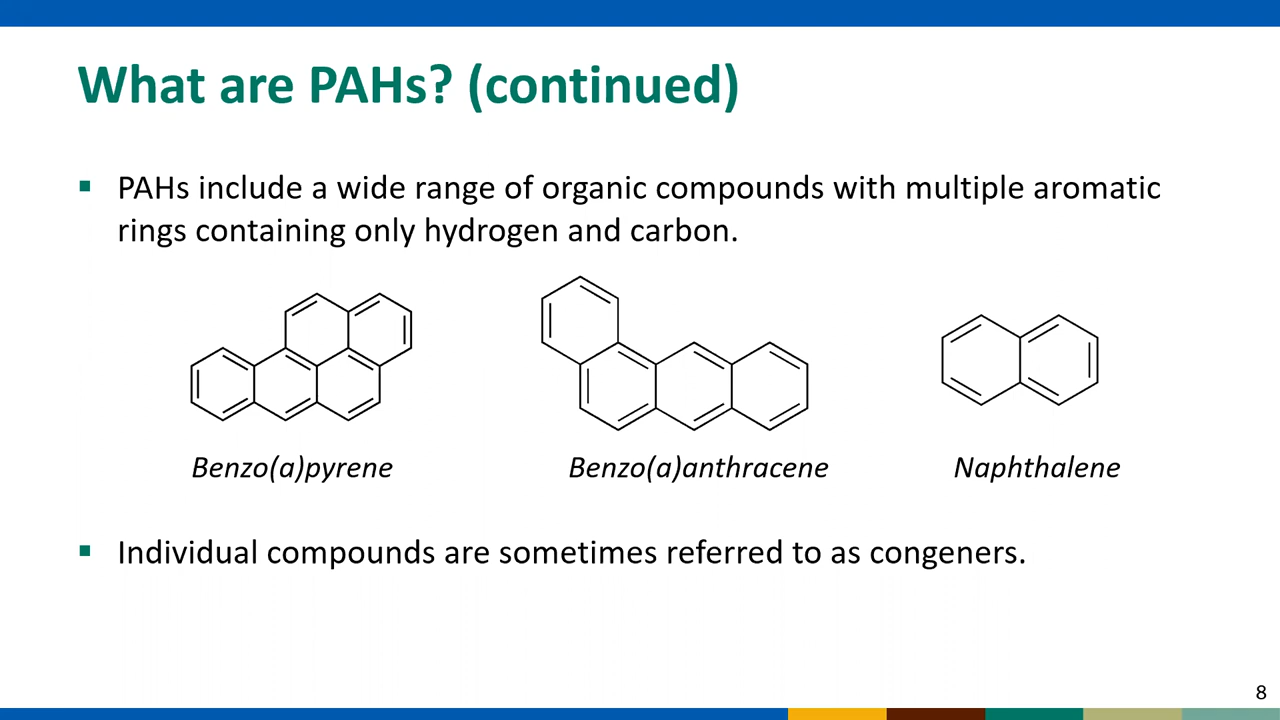 What are PAHs? (continued)
▪ PAHs include a wide range of organic compounds with multiple aromatic
rings containing only hydrogen and carbon.
Benzo(a)pyrene
Benzo(a)anthracene
Naphthalene
▪ Individual compounds are sometimes referred to as congeners.
8